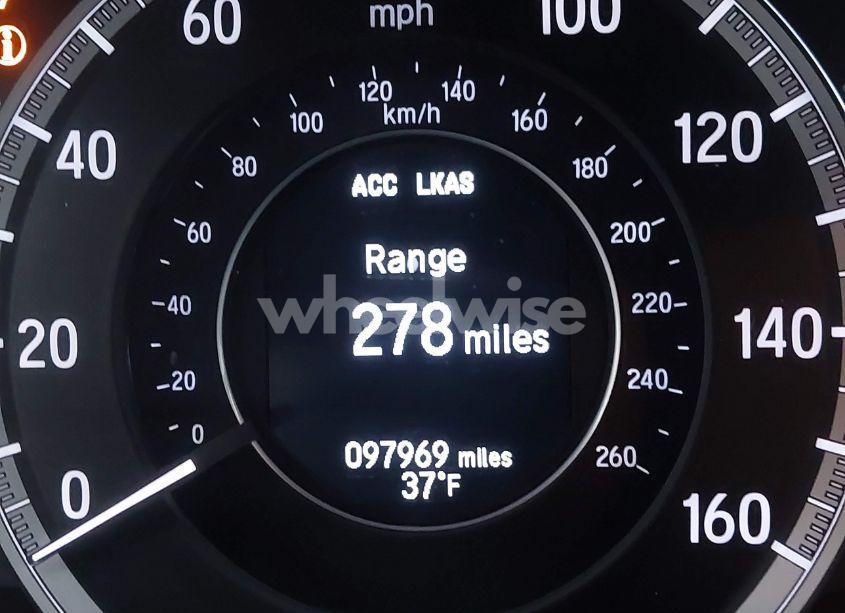 60 mph 100
i
120 140
100 km/h 160
40 120
80 180
ACC LKAS
60 200
Range
wheelwise
40 220
278 miles
20 140
20 240
0 260
097969 miles
37°F
0 160